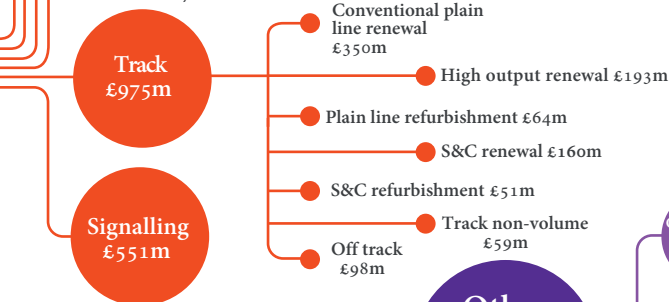 Track
£975m
Conventional plain
line renewal
£350m
High output renewal £193m
Plain line refurbishment £64m
S&C renewal £160m
S&C refurbishment £51m
Track non-volume
£59m
Off track
£98m
Signalling
£551m